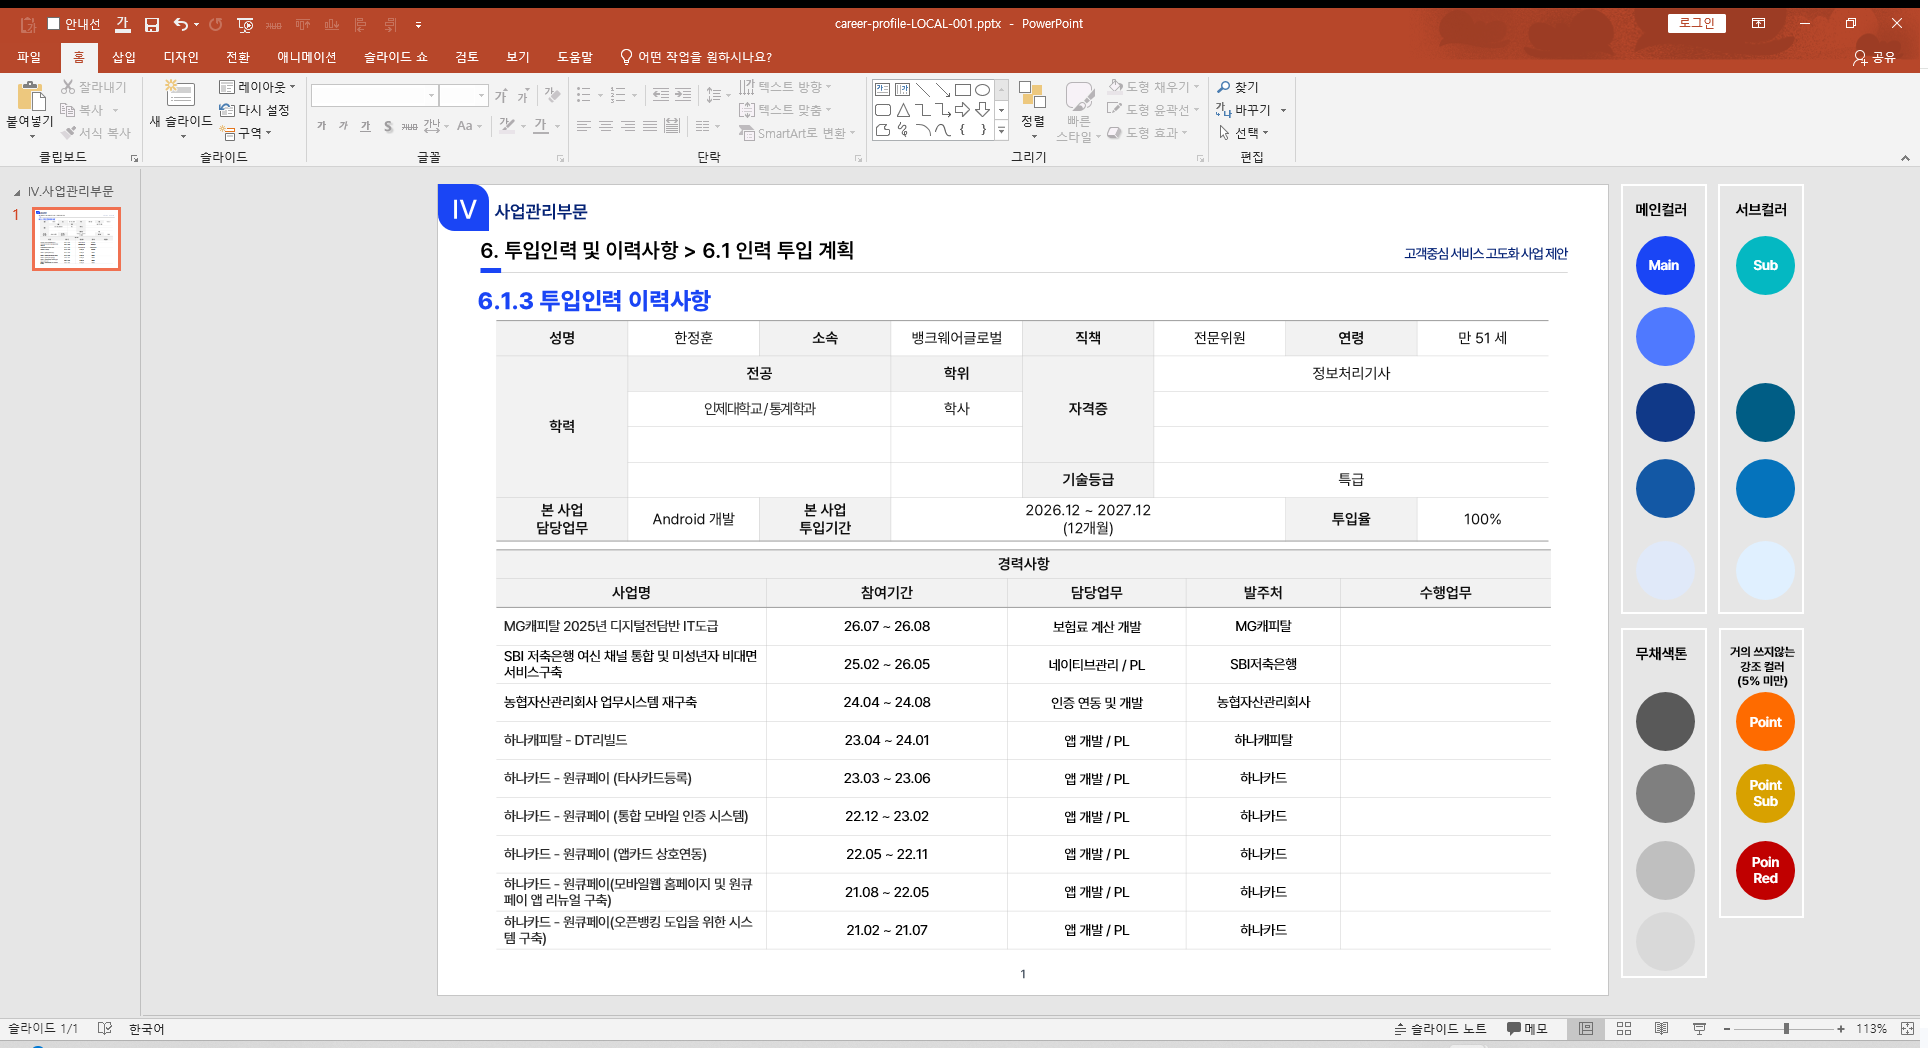 안내선
career-profile-LOCAL-001.pptx - PowerPoint
로그인
파일 홈 삽입 디자인 전환 애니메이션 슬라이드 쇼 검토 보기 도움말 어떤 작업을 원하시나요? 공유
붙여넣기
잘라내기
복사
서식 복사
클립보드
새 슬라이드
레이아웃
다시 설정
구역
슬라이드
글꼴
텍스트 방향
텍스트 맞춤
SmartArt로 변환
단락
정렬
빠른
스타일
도형 채우기
도형 윤곽선
도형 효과
그리기
찾기
바꾸기
선택
편집
IV.사업관리부문
1
IV 사업관리부문
6. 투입인력 및 이력사항 > 6.1 인력 투입 계획
고객중심 서비스 고도화 사업 제안
6.1.3 투입인력 이력사항
성명 한정훈 소속 뱅크웨어글로벌 직책 전문위원 연령 만 51 세
학력 전공 학위 자격증 정보처리기사
인제대학교 / 통계학과 학사
기술등급 특급
본 사업
담당업무
Android 개발
본 사업
투입기간
2026.12 ~ 2027.12
(12개월)
투입율 100%
경력사항
사업명 참여기간 담당업무 발주처 수행업무
MG캐피탈 2025년 디지털전담반 IT도급 26.07 ~ 26.08 보험료 계산 개발 MG캐피탈
SBI 저축은행 여신 채널 통합 및 미성년자 비대면
서비스구축 25.02 ~ 26.05 네이티브관리 / PL SBI저축은행
농협자산관리회사 업무시스템 재구축 24.04 ~ 24.08 인증 연동 및 개발 농협자산관리회사
하나캐피탈 - DT리빌드 23.04 ~ 24.01 앱 개발 / PL 하나캐피탈
하나카드 - 원큐페이 (타사카드등록) 23.03 ~ 23.06 앱 개발 / PL 하나카드
하나카드 - 원큐페이 (통합 모바일 인증 시스템) 22.12 ~ 23.02 앱 개발 / PL 하나카드
하나카드 - 원큐페이 (앱카드 상호연동) 22.05 ~ 22.11 앱 개발 / PL 하나카드
하나카드 - 원큐페이(모바일웹 홈페이지 및 원큐
페이 앱 리뉴얼 구축) 21.08 ~ 22.05 앱 개발 / PL 하나카드
하나카드 - 원큐페이(오픈뱅킹 도입을 위한 시스
템 구축) 21.02 ~ 21.07 앱 개발 / PL 하나카드
1
메인컬러
Main
서브컬러
Sub
무채색톤
거의 쓰지않는
강조 컬러
(5% 미만)
Point
Point
Sub
Poin
Red
슬라이드 1/1 한국어 슬라이드 노트 메모 113%